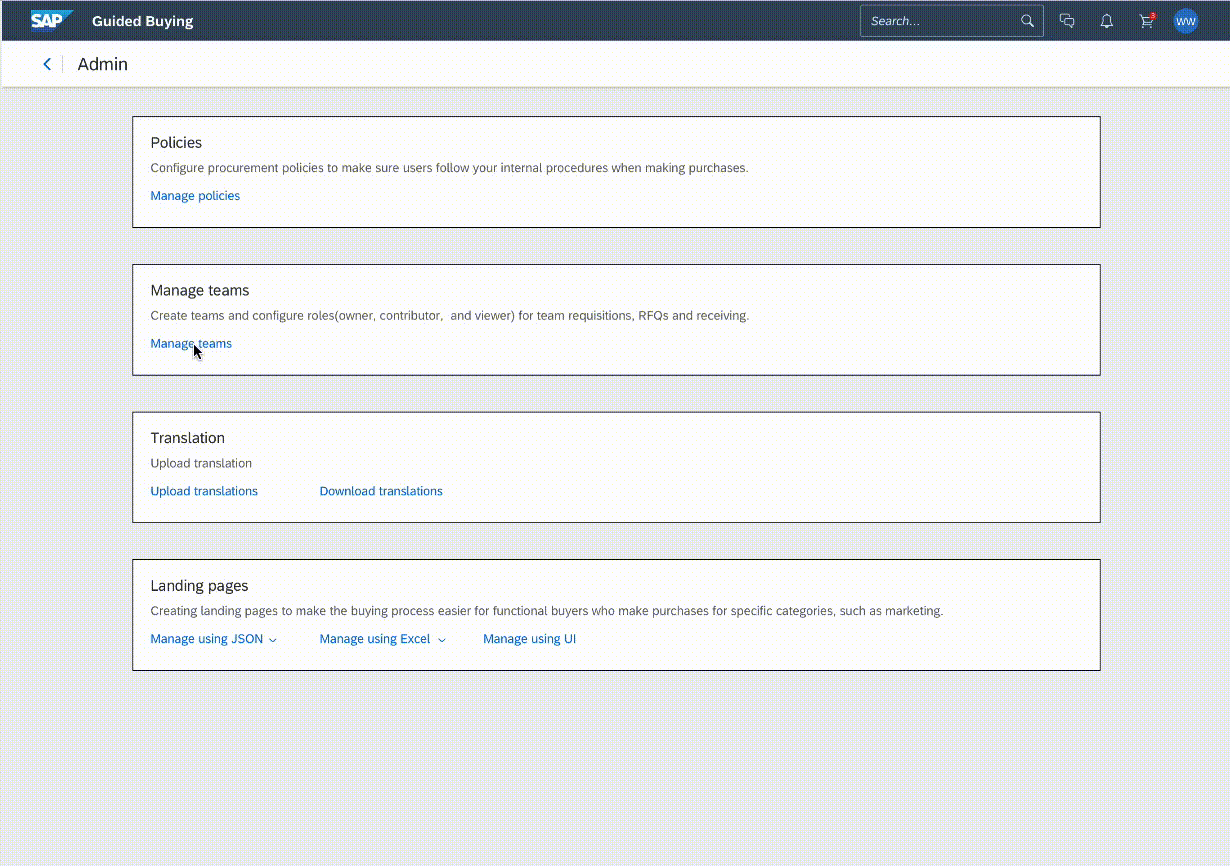 SAP Guided Buying Search... 3 WW
Admin
Policies
Configure procurement policies to make sure users follow your internal procedures when making purchases.
Manage policies
Manage teams
Create teams and configure roles(owner, contributor,  and viewer) for team requisitions, RFQs and receiving.
Manage teams
Translation
Upload translation
Upload translations Download translations
Landing pages
Creating landing pages to make the buying process easier for functional buyers who make purchases for specific categories, such as marketing.
Manage using JSON Manage using Excel Manage using UI